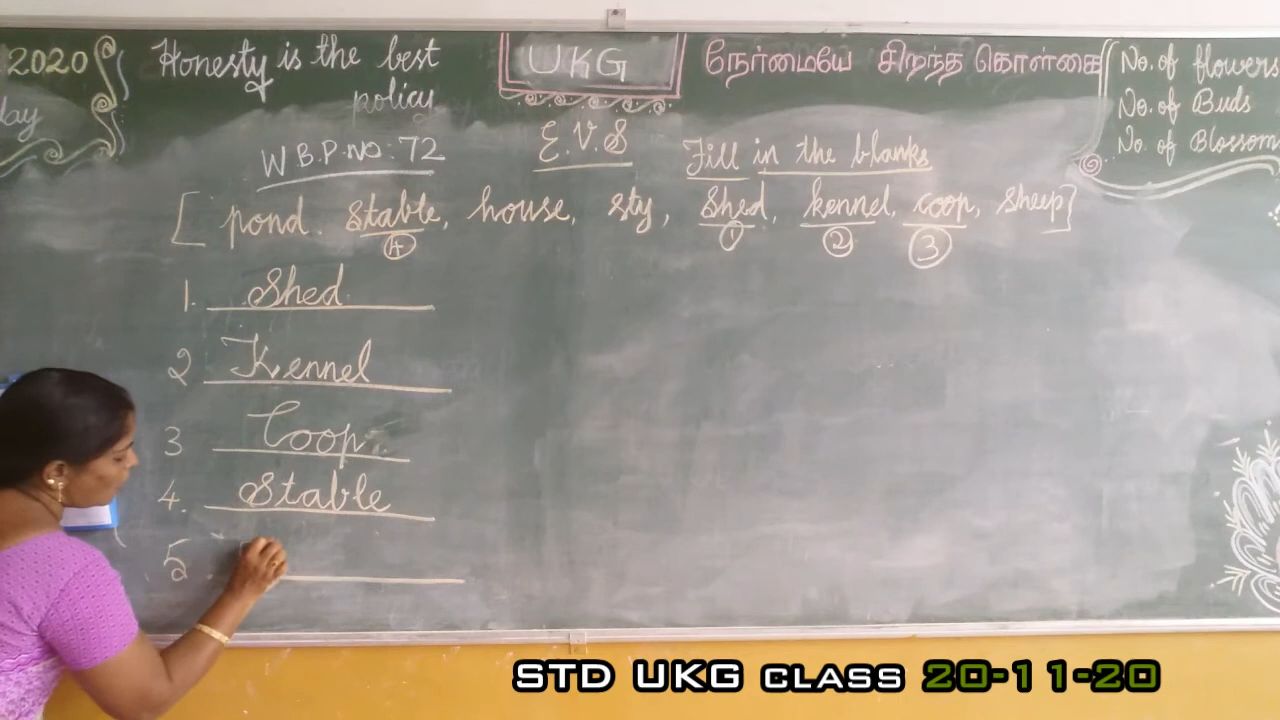 2020
day
Honesty is the best
policy
UKG
நேர்மையே சிறந்த கொள்கை
No. of flowers
No. of Buds
No. of Blossom
W.B.P.NO: 72
E.V.S
Fill in the blanks
[ pond. stable, house, sty, shed, kennel, coop, sheep]
4 1 2 3
1. Shed
2 Kennel
3 Coop
4. Stable
5.
STD UKG CLASS 20-11-20